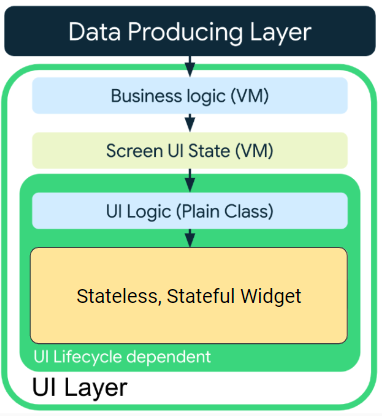 Data Producing Layer
Business logic (VM)
Screen UI State (VM)
UI Logic (Plain Class)
Stateless, Stateful Widget
UI Lifecycle dependent
UI Layer